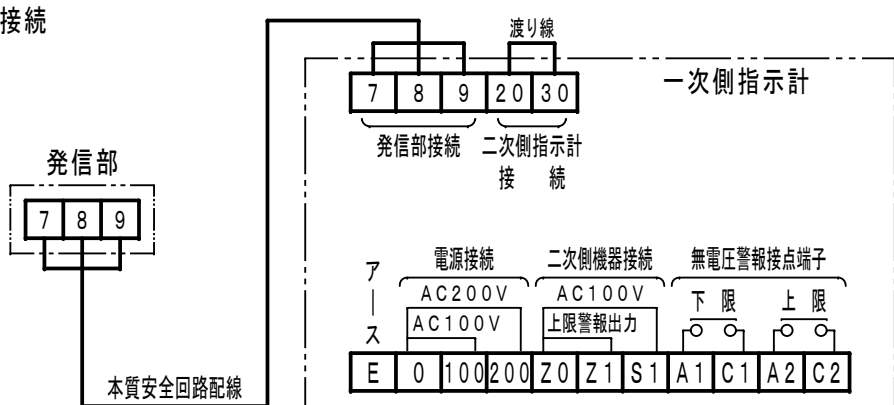 接続
渡り線
7 8 9 20 30
一次側指示計
発信部接続 二次側指示計
接 続
発信部
7 8 9
アース
電源接続 二次側機器接続 無電圧警報接点端子
AC200V AC100V 下限 上限
AC100V 上限警報出力
E 0 100 200 Z0 Z1 S1 A1 C1 A2 C2
本質安全回路配線